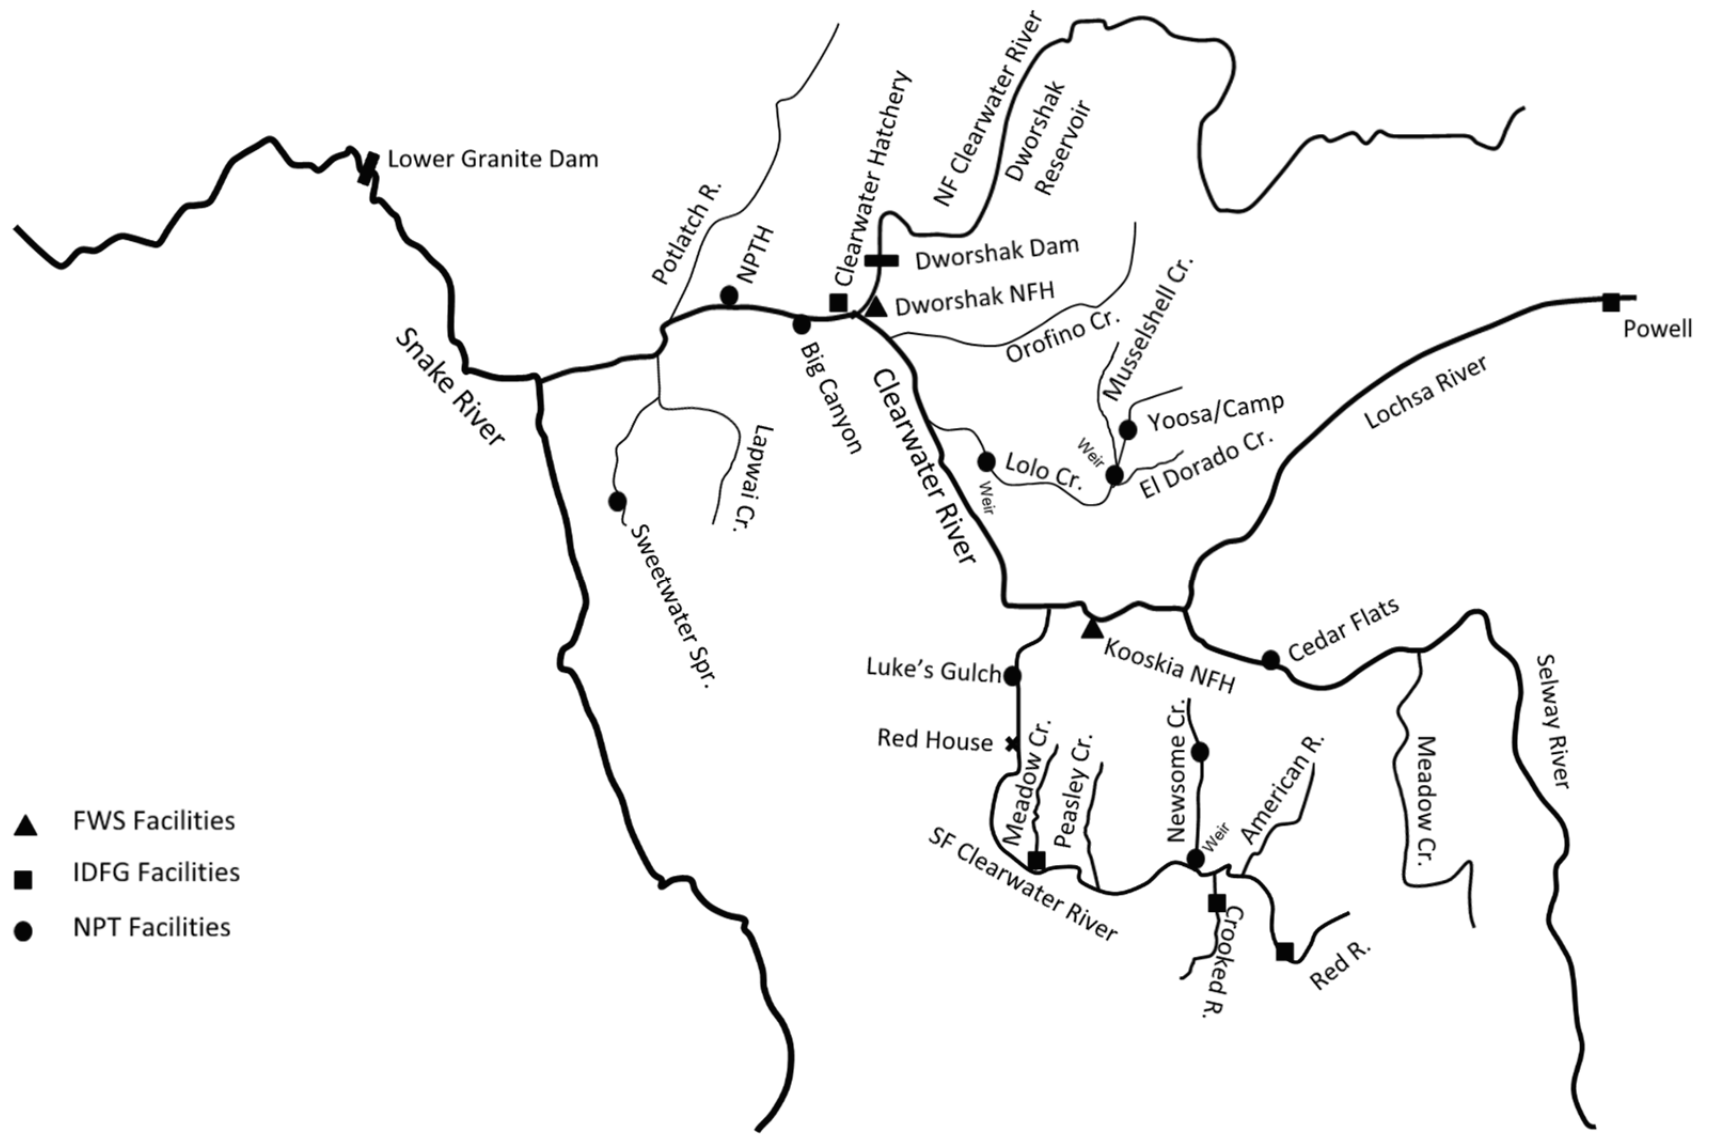 Lower Granite Dam
Snake River
Potlatch R.
NPTH
Clearwater Hatchery
NF Clearwater River
Dworshak
Reservoir
Dworshak Dam
Dworshak NFH
Orofino Cr.
Musselshell Cr.
Big Canyon
Clearwater River
Lapwai Cr.
Sweetwater Spr.
Yoosa/Camp
Weir
El Dorado Cr.
Lolo Cr.
Weir
Lochsa River
Powell
Kooskia NFH
Cedar Flats
Selway River
Meadow Cr.
Luke’s Gulch
Red House
Meadow Cr.
Peasley Cr.
Newsome Cr.
Weir
American R.
SF Clearwater River
Crooked R.
Red R.
FWS Facilities
IDFG Facilities
NPT Facilities